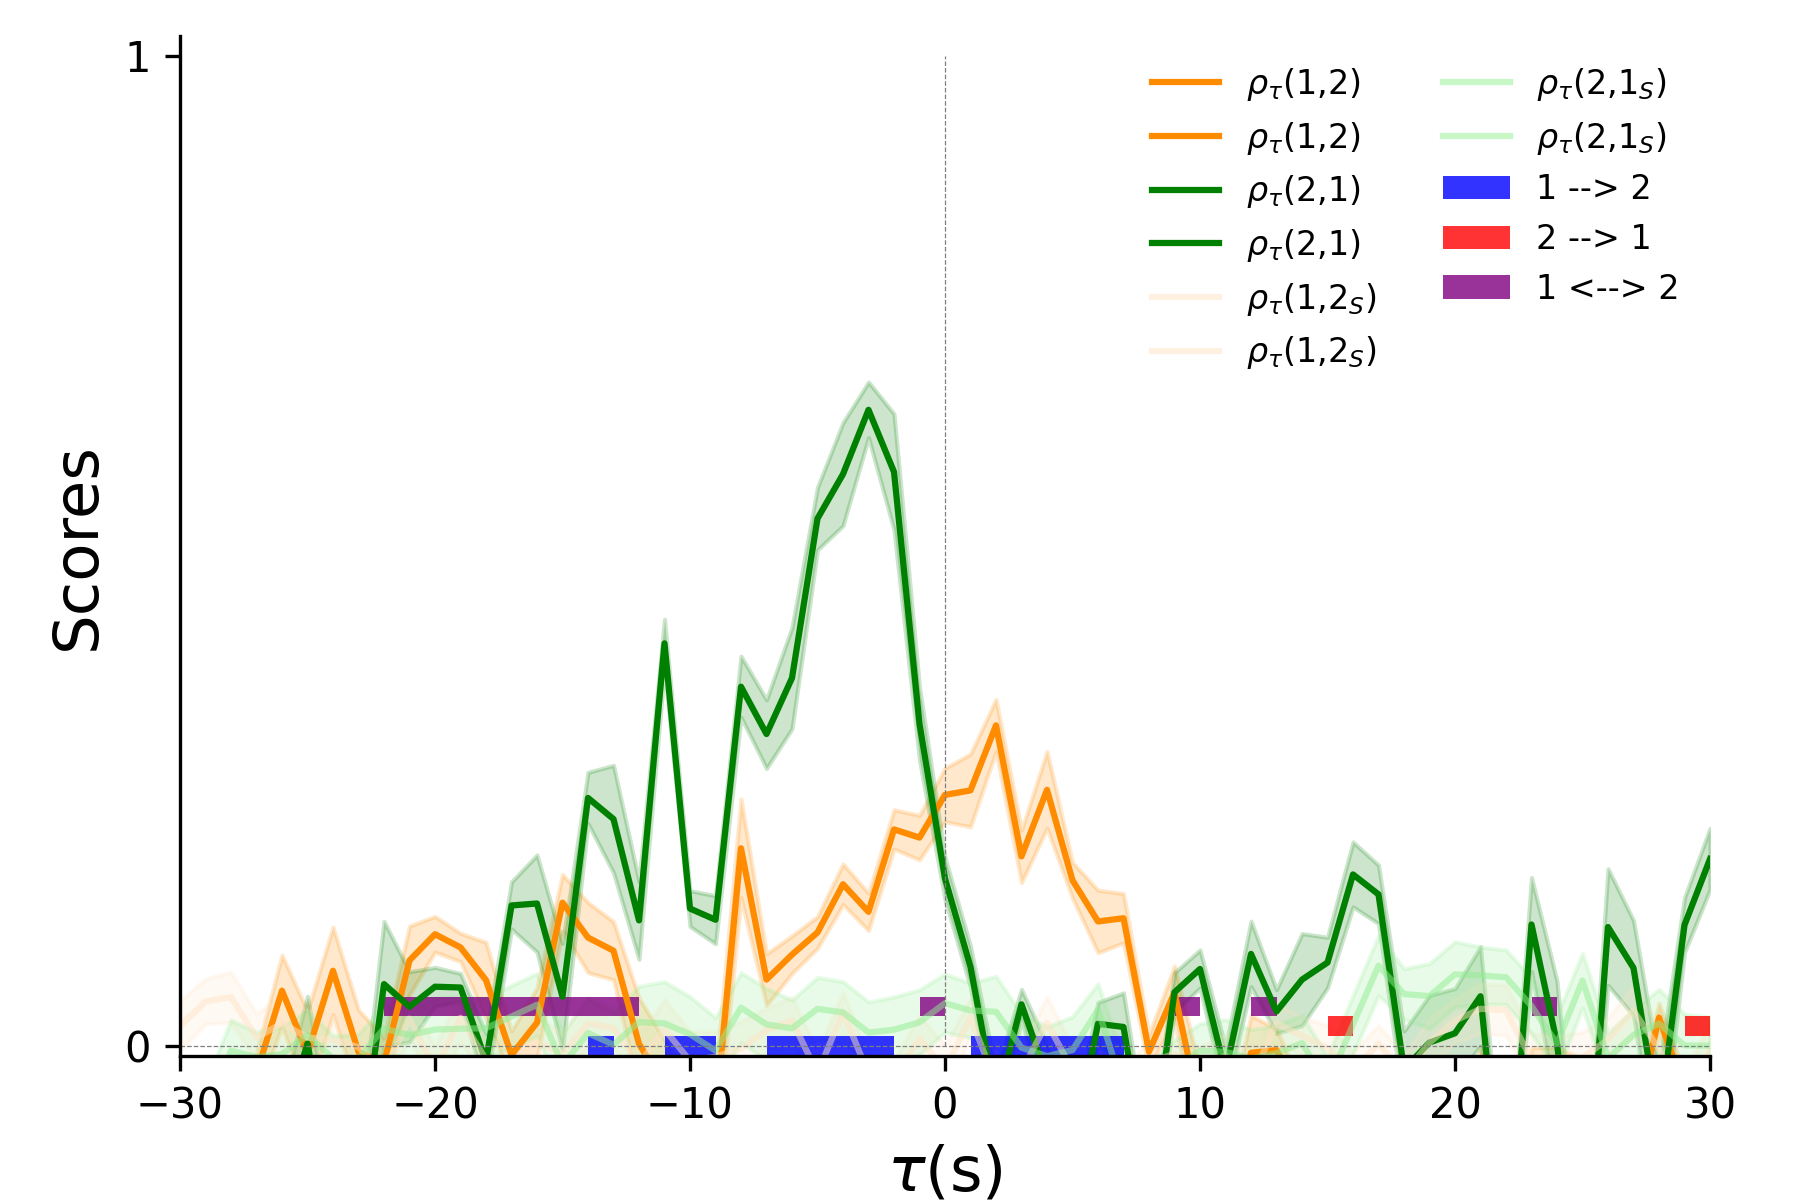 1
ρτ(1,2)
ρτ(1,2)
ρτ(2,1)
ρτ(2,1)
ρτ(1,2S)
ρτ(1,2S)
ρτ(2,1S)
ρτ(2,1S)
1 --> 2
2 --> 1
1 <--> 2
Scores
0
−30 −20 −10 0 10 20 30
τ(s)